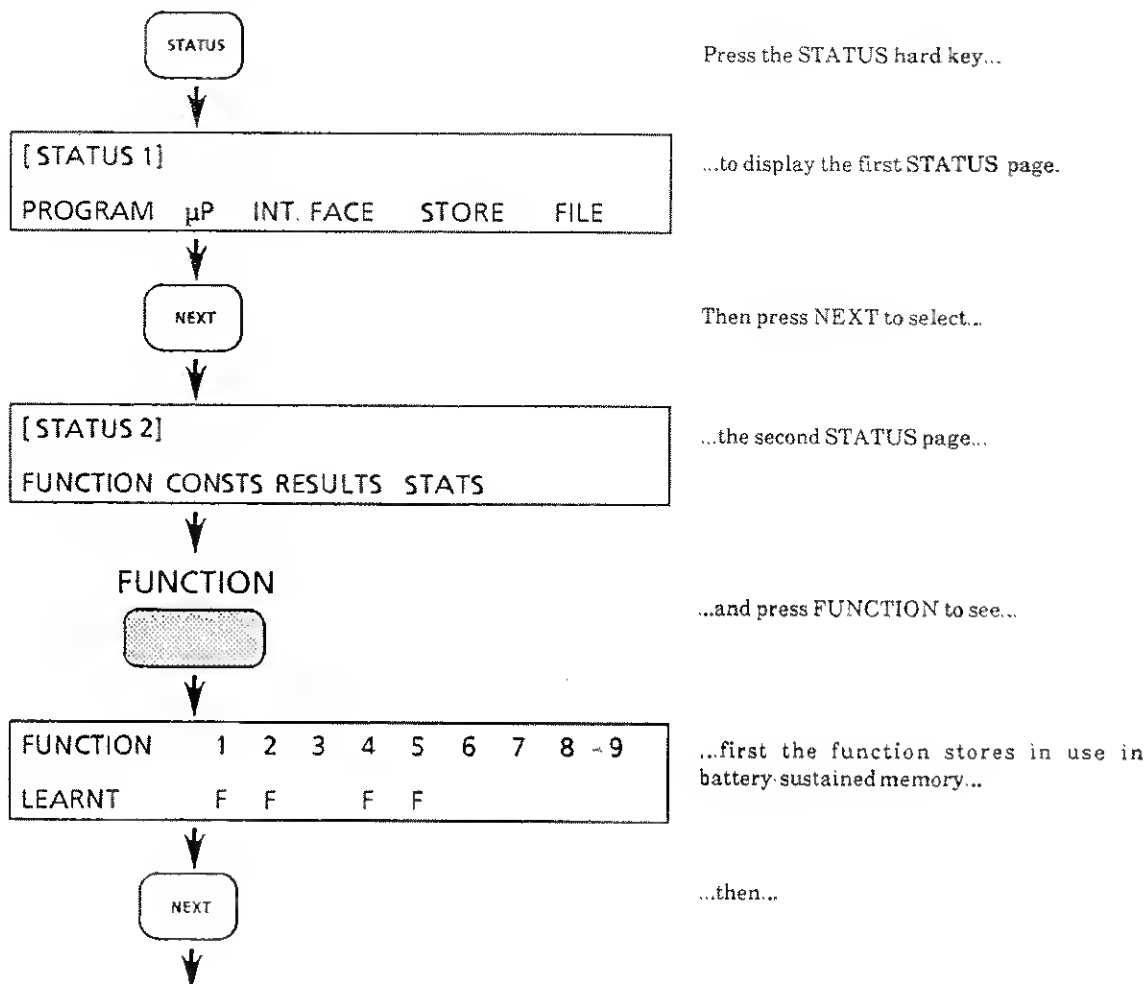 STATUS
Press the STATUS hard key...
[STATUS 1]
...to display the first STATUS page.
PROGRAM µP INT. FACE STORE FILE
NEXT
Then press NEXT to select...
[STATUS 2]
...the second STATUS page...
FUNCTION CONSTS RESULTS STATS
FUNCTION
...and press FUNCTION to see...
FUNCTION 1 2 3 4 5 6 7 8 9
...first the function stores in use in
battery sustained memory...
LEARNT F F F F
NEXT
...then...